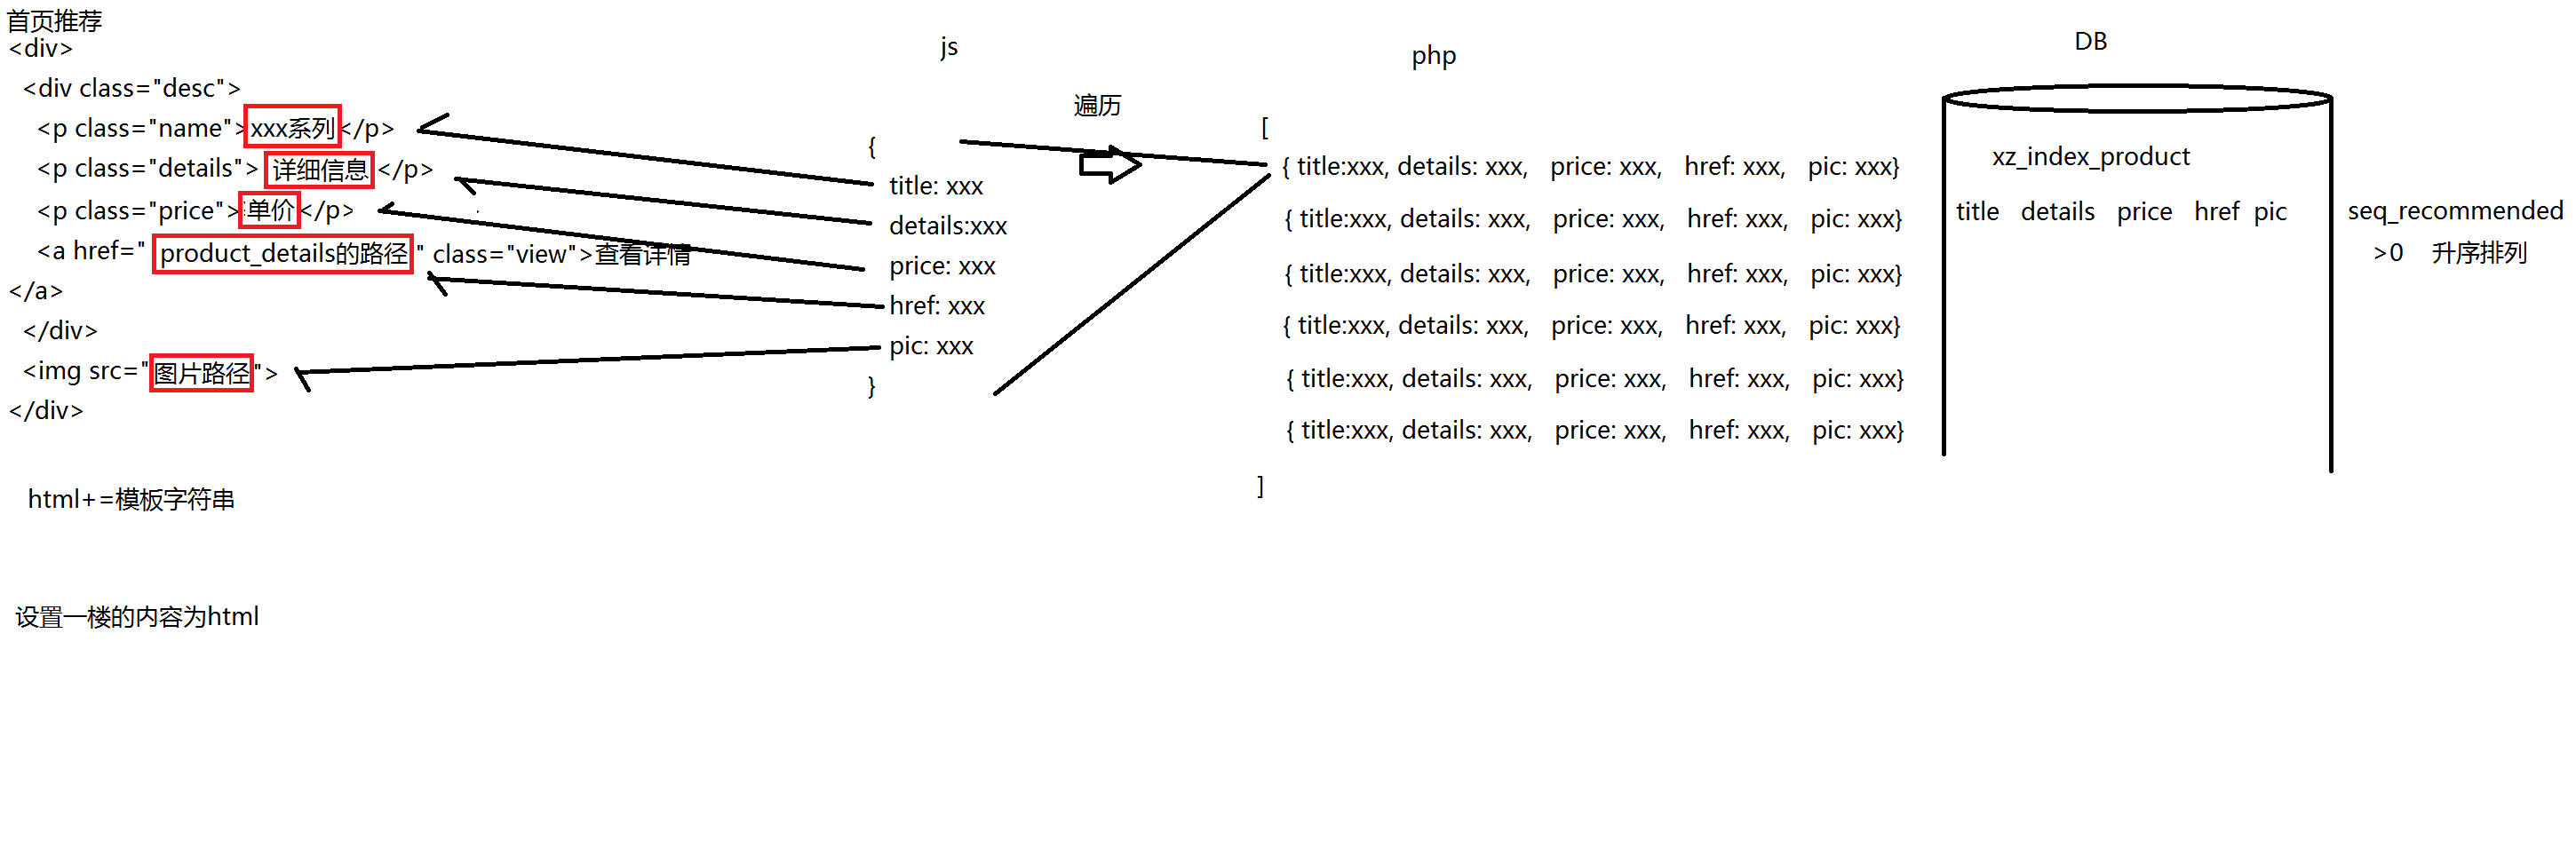 首页推荐
<div>
<div class="desc">
<p class="name">xxx系列</p>
<p class="details"> 详细信息 </p>
<p class="price">单价</p>
<a href=" product_details的路径 " class="view">查看详情
</a>
</div>
<img src="图片路径">
</div>
html+=模板字符串
设置一楼的内容为html
js
{
title: xxx
details:xxx
price: xxx
href: xxx
pic: xxx
}
遍历
php
[
{ title:xxx, details: xxx, price: xxx, href: xxx, pic: xxx}
{ title:xxx, details: xxx, price: xxx, href: xxx, pic: xxx}
{ title:xxx, details: xxx, price: xxx, href: xxx, pic: xxx}
{ title:xxx, details: xxx, price: xxx, href: xxx, pic: xxx}
{ title:xxx, details: xxx, price: xxx, href: xxx, pic: xxx}
{ title:xxx, details: xxx, price: xxx, href: xxx, pic: xxx}
]
DB
xz_index_product
title details price href pic
seq_recommended
>0 升序排列